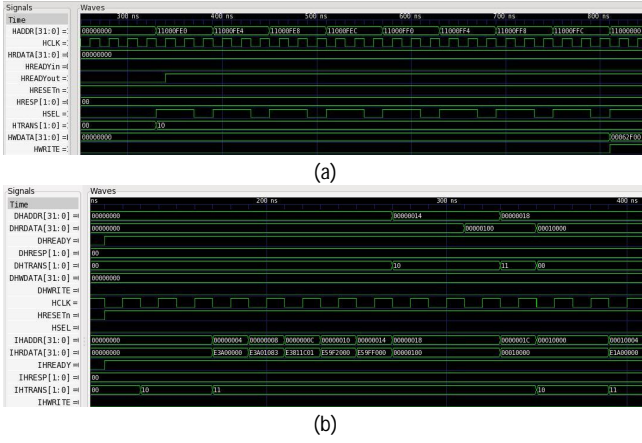 Signals Waves
Time 300 ns 400 ns 500 ns 600 ns 700 ns 800 ns
HADDR[31:0] = 00000000 11000FE0 11000FE4 11000FE8 11000FEC 11000FF0 11000FF4 11000FF8 11000FFC 11000000
HCLK =
HRDATA[31:0] = 00000000
HREADYin =
HREADYout =
HRESETn =
HRESP[1:0] = 00
HSEL =
HTRANS[1:0] = 00 10
HWDATA[31:0] = 00000000 00062F00
HWRITE =
(a)
Signals Waves
Time ns 200 ns 300 ns 400 ns
DHADDR[31:0] = 00000000 00000014 00000018
DHRDATA[31:0] = 00000000 00000100 00010000
DHREADY =
DHRESP[1:0] = 00
DHTRANS[1:0] = 00 10 11 00
DHWDATA[31:0] = 00000000
DHWRITE =
HCLK =
HRESETn =
HSEL =
IHADDR[31:0] = 00000000 00000004 00000008 0000000C 00000010 00000014 00000018 0000001C 00010000 00010004
IHRDATA[31:0] = 00000000 E3A00000 E3A01083 E3811C01 E59F2000 E59FF000 00000100 00010000 E1A00000
IHREADY =
IHRESP[1:0] = 00
IHTRANS[1:0] = 00 10 11 10 11
IHWRITE =
(b)